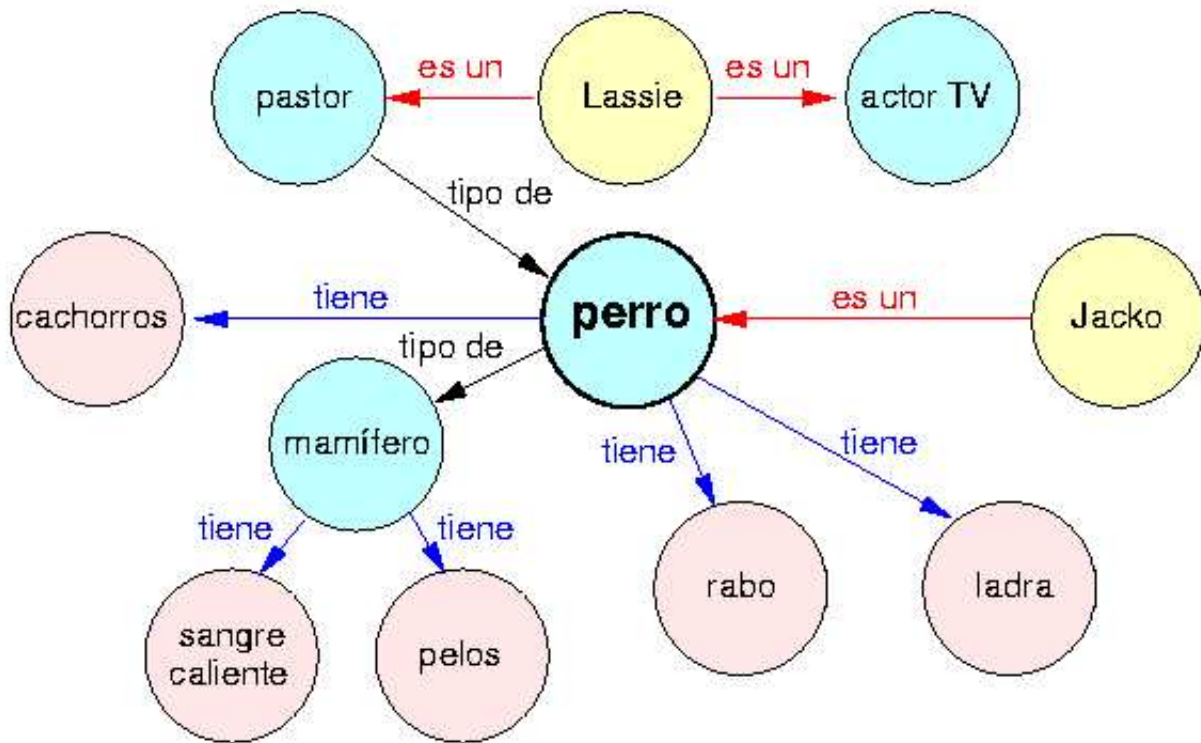 es un
es un
pastor
Lassie
actor TV
tipo de
tiene
es un
cachorros
perro
Jacko
tipo de
mamífero
tiene
tiene
tiene
tiene
rabo
ladra
sangre
caliente
pelos